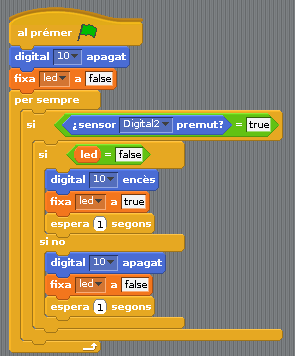 al prémer
digital 10 apagat
fixa led a false
per sempre
si ¿sensor Digital2 premut? = true
si led = false
digital 10 encès
fixa led a true
espera 1 segons
si no
digital 10 apagat
fixa led a false
espera 1 segons